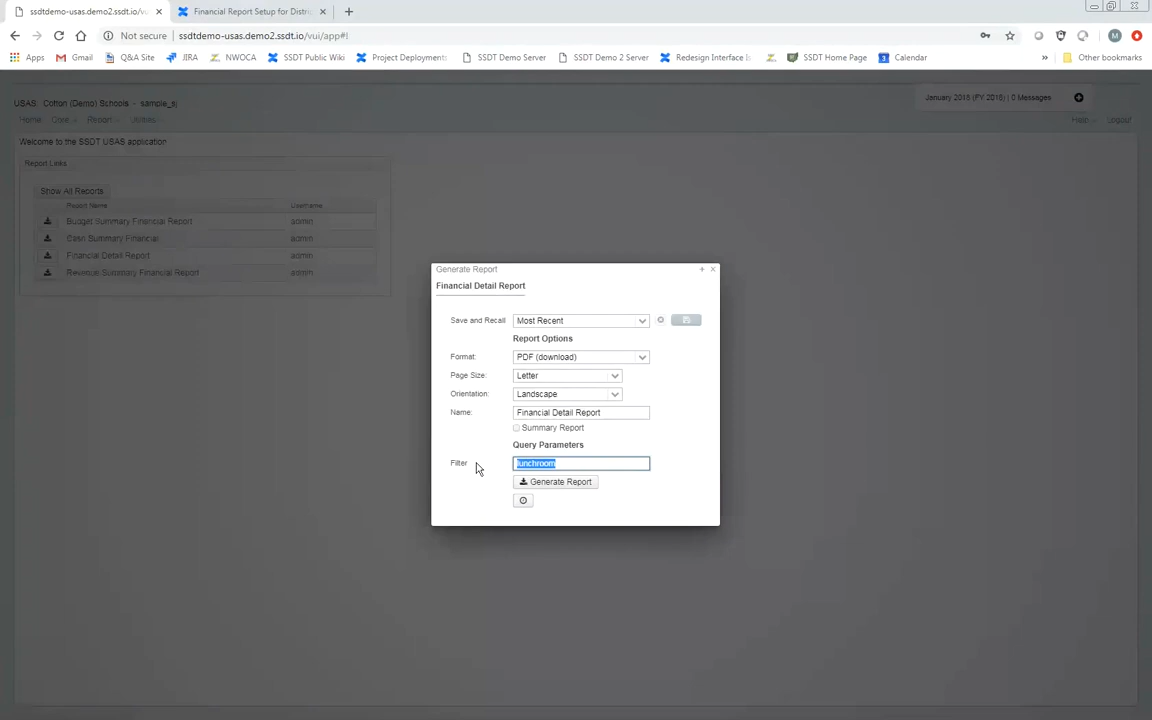 ssdtdemo-usas.demo2.ssdt.io/vu
Financial Report Setup for Distri
Not secure
ssdtdemo-usas.demo2.ssdt.io/vui/app#!
M
Apps
Gmail
Q&A Site
JIRA
NWOCA
SSDT Public Wiki
Project Deployments
SSDT Demo Server
SSDT Demo 2 Server
Redesign Interface Is
SSDT Home Page
Calendar
»
Other bookmarks
USAS Cotton (Demo) Schools - sample_sj
January 2018 (FY 2018) | 0 Messages
Home
Core
Report
Utilities
Help
Logout
Welcome to the SSDT USAS application
Report Links
Show All Reports
Report Name
Username
Budget Summary Financial Report
admin
Cash Summary Financial
admin
Financial Detail Report
admin
Revenue Summary Financial Report
admin
Generate Report
Financial Detail Report
Save and Recall
Most Recent
Report Options
Format:
PDF (download)
Page Size:
Letter
Orientation:
Landscape
Name:
Financial Detail Report
Summary Report
Query Parameters
Filter
lunchroom
Generate Report